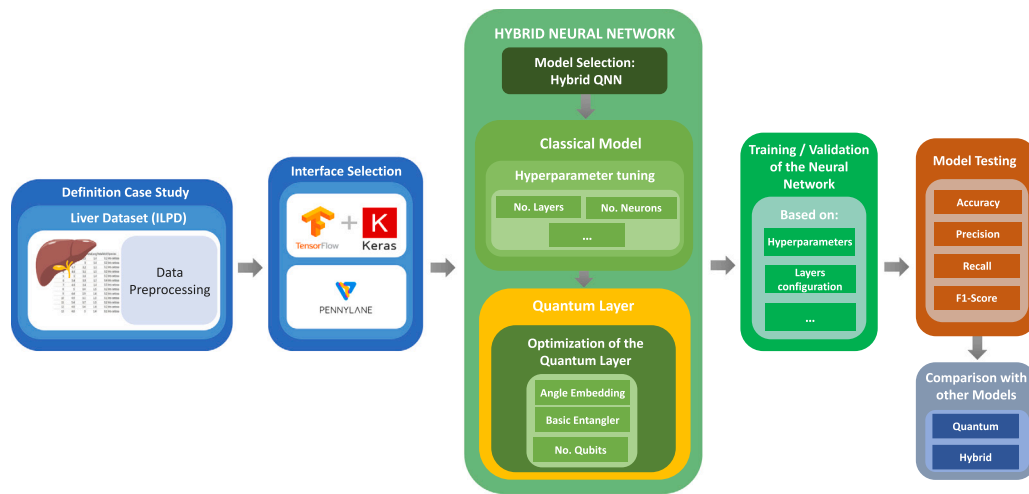 Definition Case Study
Liver Dataset (ILPD)
Data
Preprocessing
Interface Selection
TensorFlow
+
K
Keras
PENNYLANE
HYBRID NEURAL NETWORK
Model Selection:
Hybrid QNN
Classical Model
Hyperparameter tuning
No. Layers
No. Neurons
...
Quantum Layer
Optimization of the
Quantum Layer
Angle Embedding
Basic Entangler
No. Qubits
Training / Validation
of the Neural
Network
Based on:
Hyperparameters
Layers
configuration
...
Model Testing
Accuracy
Precision
Recall
F1-Score
Comparison with
other Models
Quantum
Hybrid